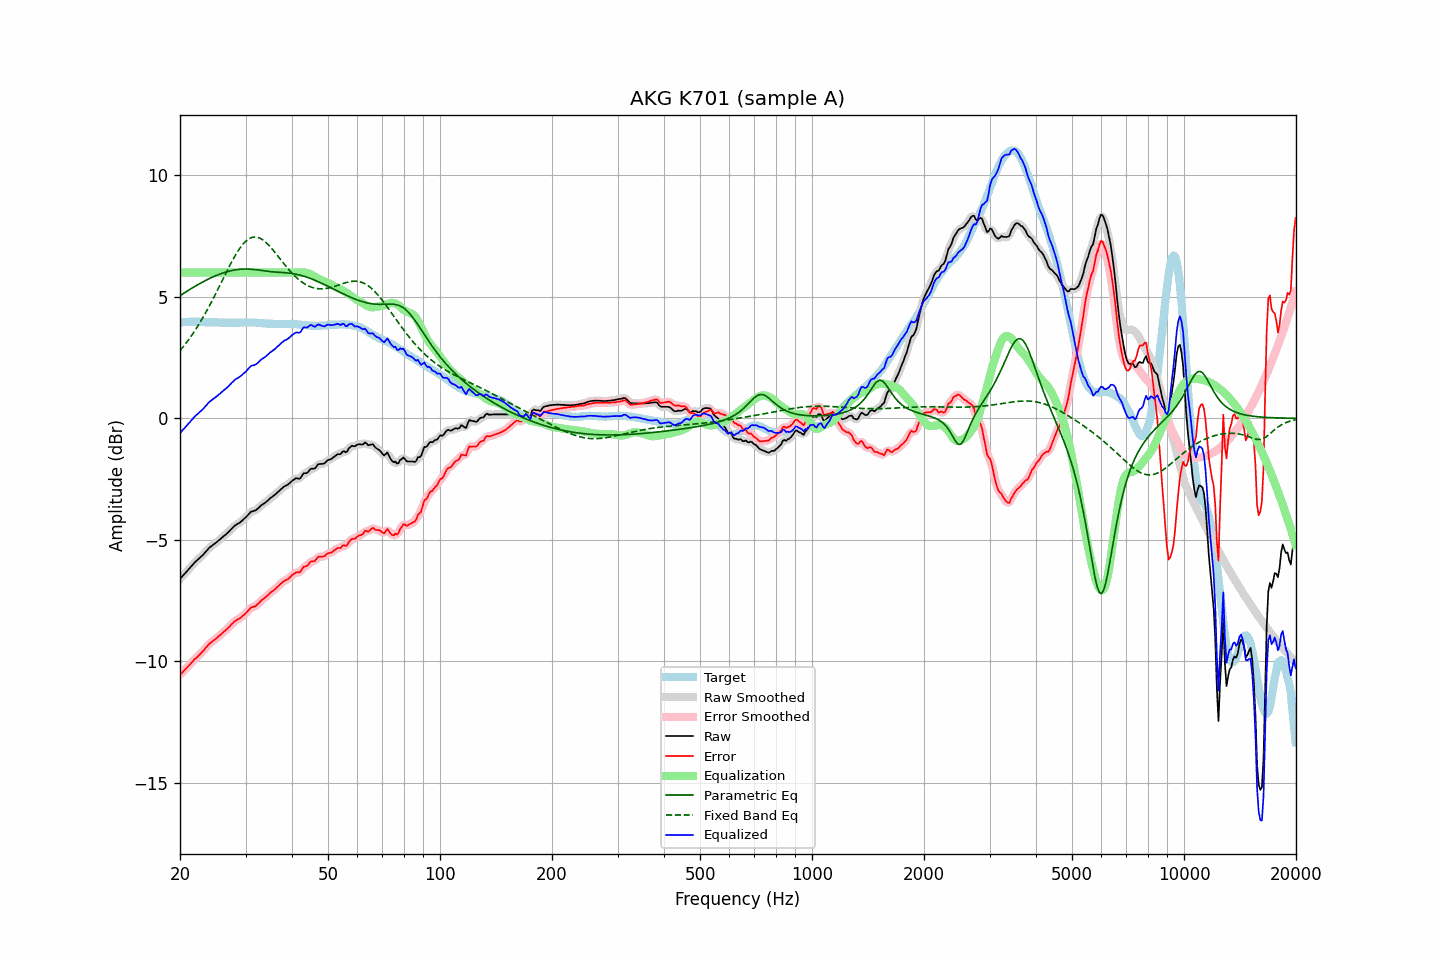 AKG K701 (sample A)
Amplitude (dBr)
10
5
0
−5
−10
−15
20
50
100
200
500
1000
2000
5000
10000
20000
Frequency (Hz)
Target
Raw Smoothed
Error Smoothed
Raw
Error
Equalization
Parametric Eq
Fixed Band Eq
Equalized